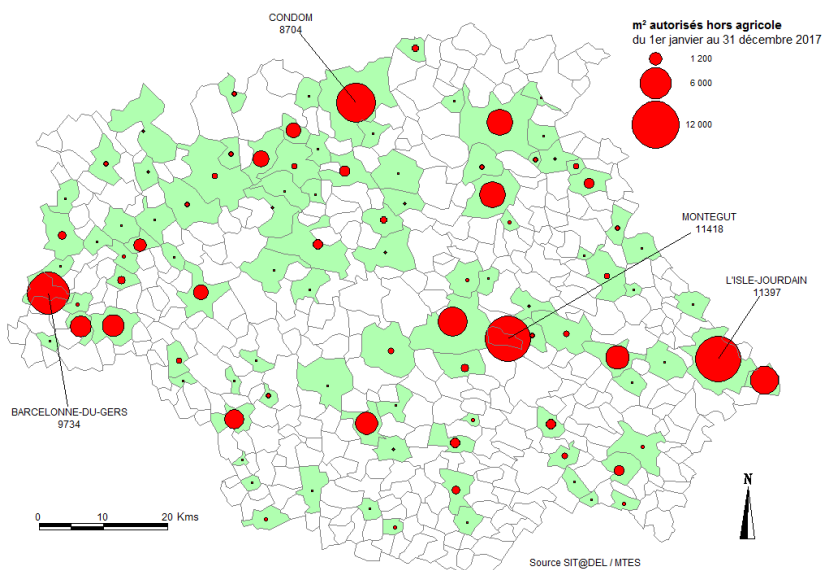 CONDOM
8704
m² autorisés hors agricole
du 1er janvier au 31 décembre 2017
1 200
6 000
12 000
MONTEGUT
11418
L'ISLE-JOURDAIN
11397
BARCELONNE-DU-GERS
9734
N
0 10 20 Kms
Source SIT@DEL / MTES